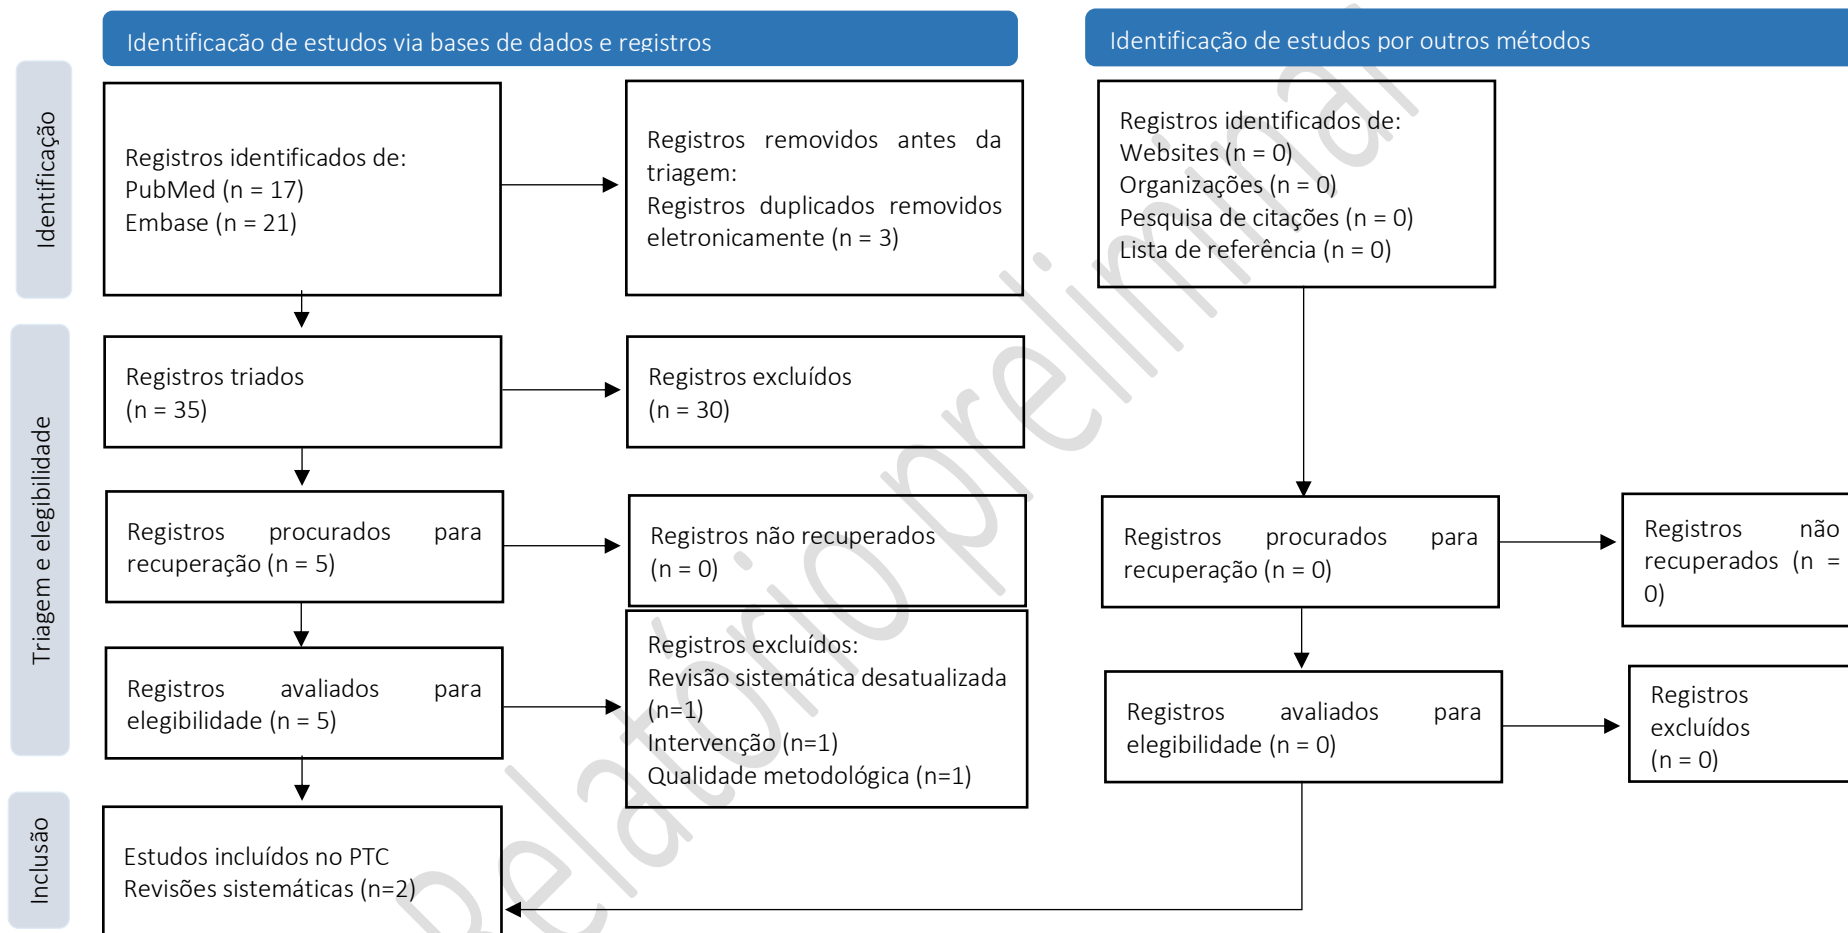 Identificação de estudos via bases de dados e registros
Identificação de estudos por outros métodos
Identificação
Registros identificados de:
PubMed (n = 17)
Embase (n = 21)
Registros removidos antes da
triagem:
Registros duplicados removidos
eletronicamente (n = 3)
Registros identificados de:
Websites (n = 0)
Organizações (n = 0)
Pesquisa de citações (n = 0)
Lista de referência (n = 0)
Triagem e elegibilidade
Registros triados
(n = 35)
Registros excluídos
(n = 30)
Registros procurados para
recuperação (n = 5)
Registros não recuperados
(n = 0)
Registros procurados para
recuperação (n = 0)
Registros não
recuperados (n =
0)
Registros avaliados para
elegibilidade (n = 5)
Registros excluídos:
Revisão sistemática desatualizada
(n=1)
Intervenção (n=1)
Qualidade metodológica (n=1)
Registros avaliados para
elegibilidade (n = 0)
Registros
excluídos
(n = 0)
Inclusão
Estudos incluídos no PTC
Revisões sistemáticas (n=2)
Relatório preliminar